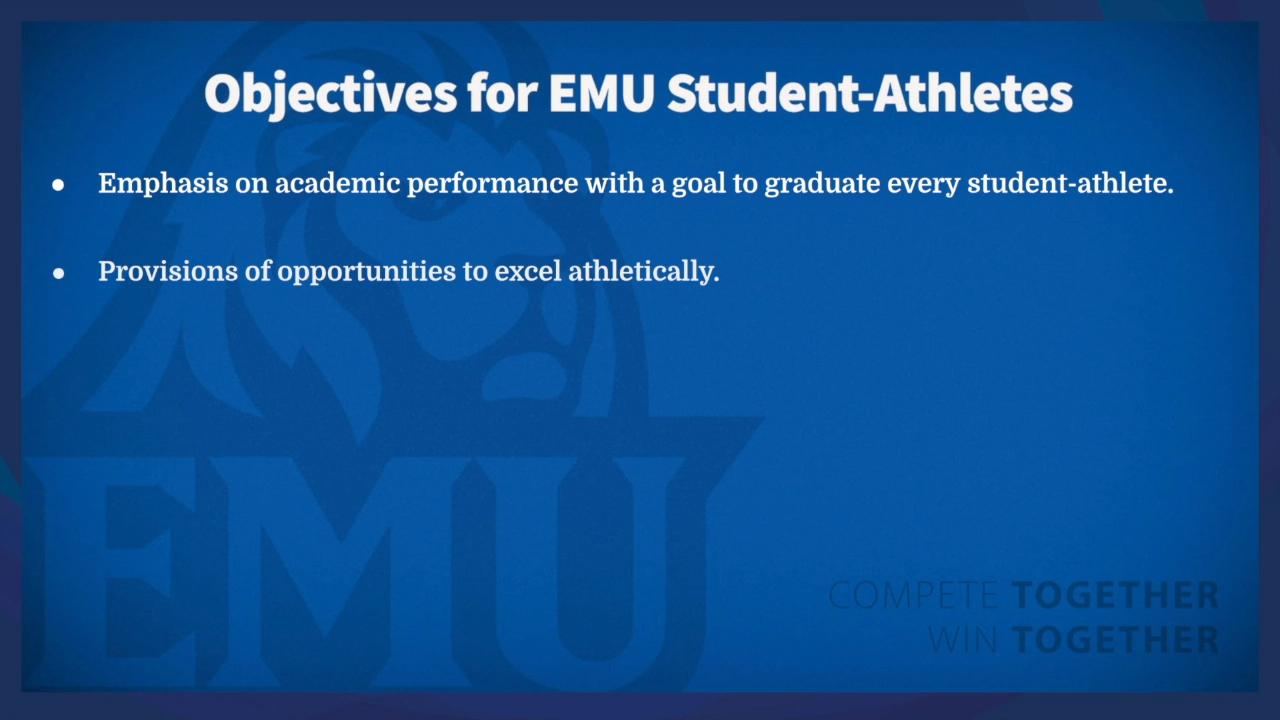 Objectives for EMU Student-Athletes
● Emphasis on academic performance with a goal to graduate every student-athlete.
● Provisions of opportunities to excel athletically.
EMU
COMPETE TOGETHER
WIN TOGETHER